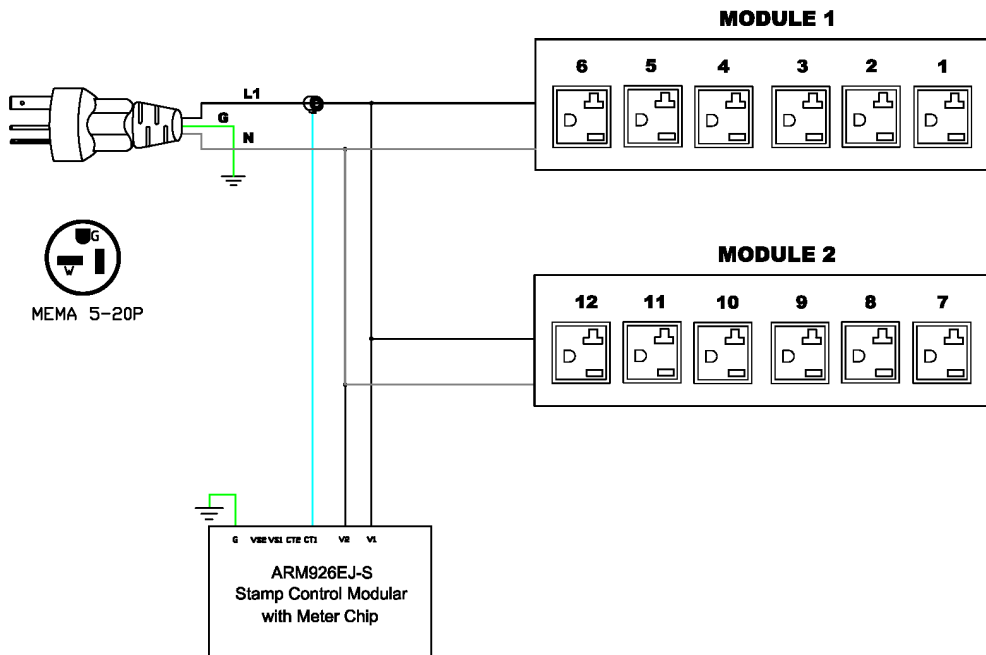 MODULE 1
6 5 4 3 2 1
L1
G
N
G
W
MEMA 5-20P
MODULE 2
12 11 10 9 8 7
G VS2 VS1 CT2 CT1 V2 V1
ARM926EJ-S
Stamp Control Modular
with Meter Chip